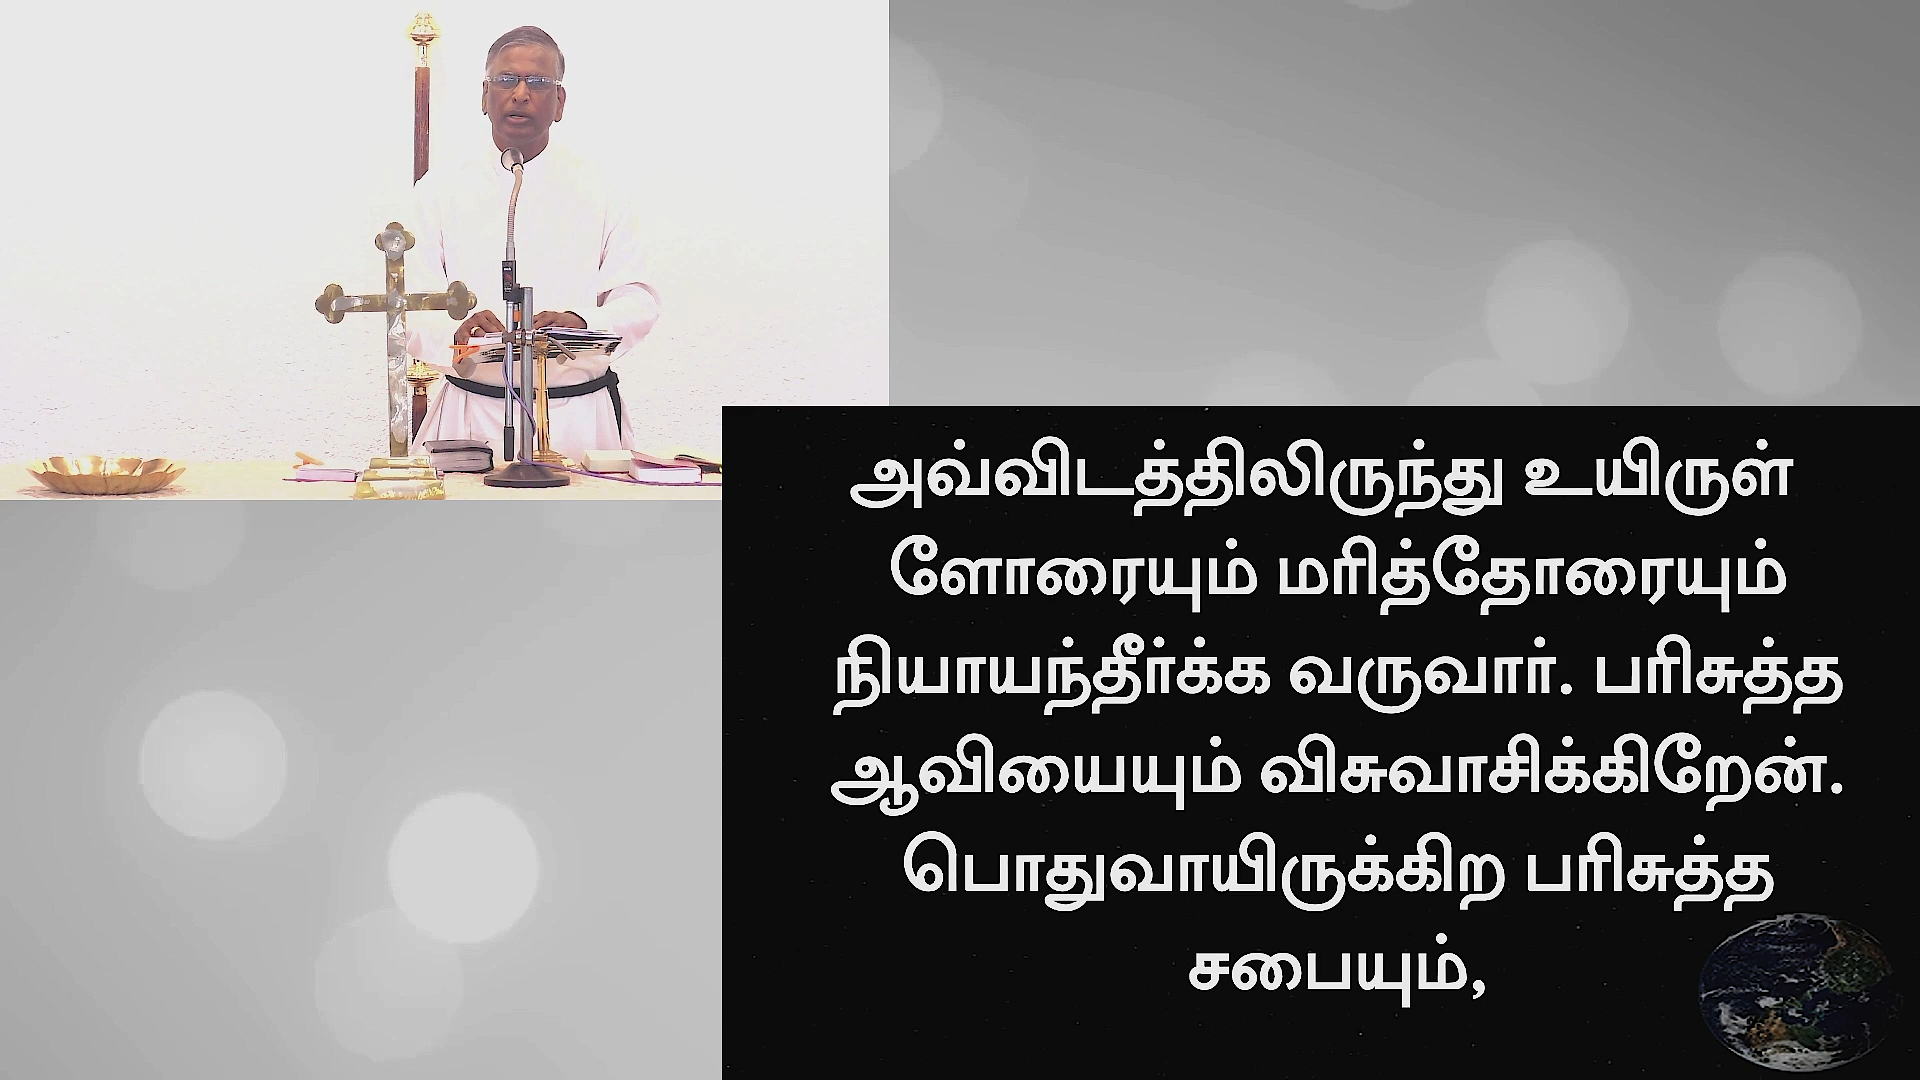 அவ்விடத்திலிருந்து உயிருள்
ளோரையும் மரித்தோரையும்
நியாயந்தீர்க்க வருவார். பரிசுத்த
ஆவியையும் விசுவாசிக்கிறேன்.
பொதுவாயிருக்கிற பரிசுத்த
சபையும்,